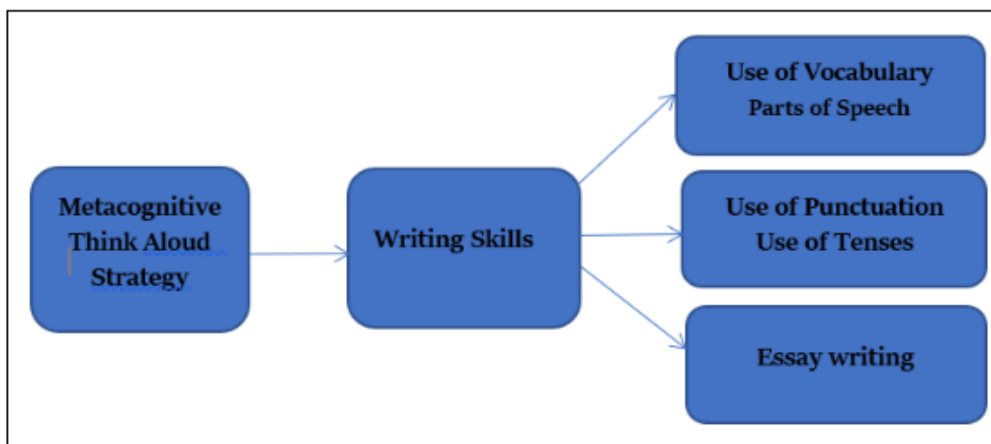 Metacognitive
Think Aloud
Strategy
Writing Skills
Use of Vocabulary
Parts of Speech
Use of Punctuation
Use of Tenses
Essay writing